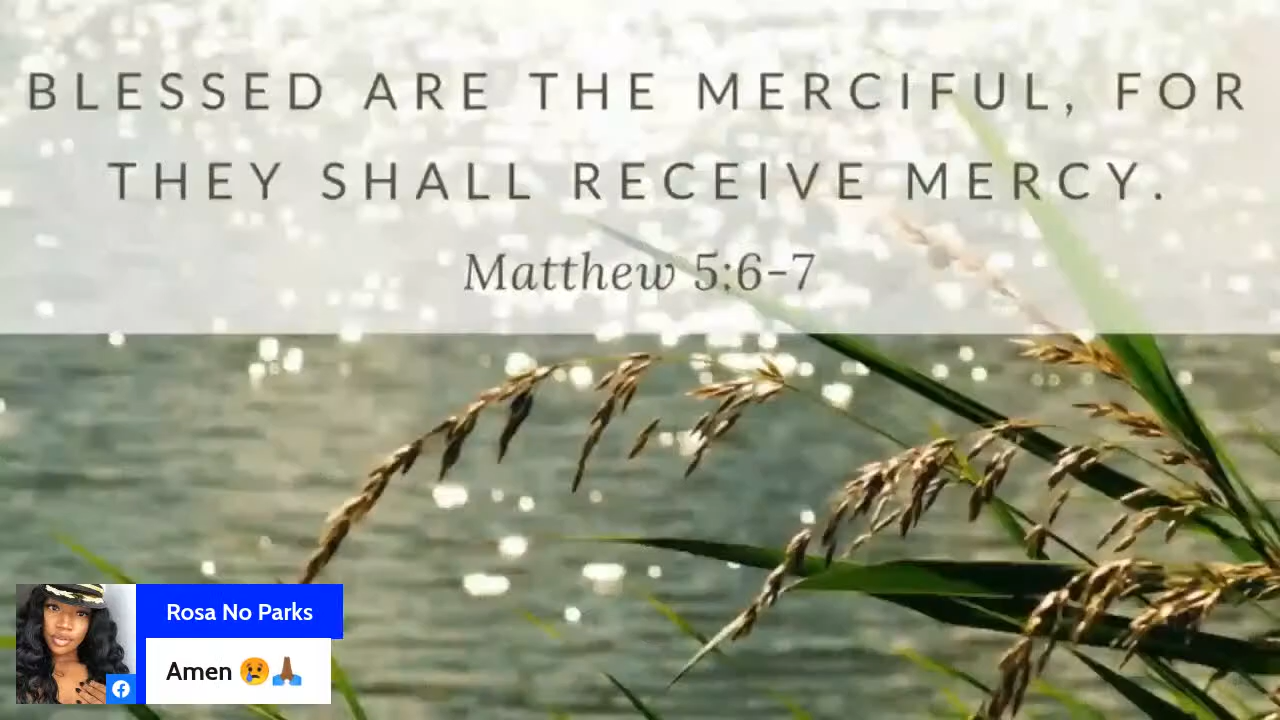 BLESSED ARE THE MERCIFUL, FOR
THEY SHALL RECEIVE MERCY.
Matthew 5:6-7
Rosa No Parks
Amen 😢🙏🏾